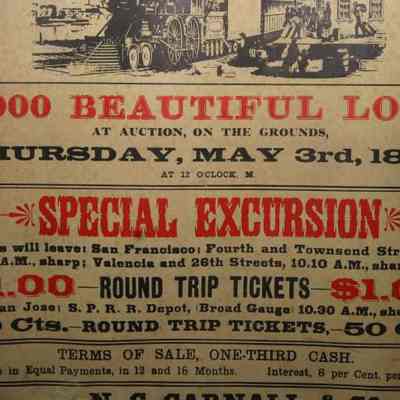 000 BEAUTIFUL LO
AT AUCTION, ON THE GROUNDS,
HURSDAY, MAY 3rd, 18
AT 12 O'CLOCK, M.
SPECIAL EXCURSION
s will leave: San Francisco; Fourth and Townsend Str
A.M., sharp; Valencia and 26th Streets, 10.10 A.M., shar
1.00 —ROUND TRIP TICKETS— $1.0
an Jose: S. P. R. R. Depot, (Broad Gauge) 10.30 A.M., sh
Cts.—ROUND TRIP TICKETS,—50 C
TERMS OF SALE, ONE-THIRD CASH.
e in Equal Payments, in 12 and 18 Months. Interest, 8 per Cent. per
N. C. CARNALL & CO